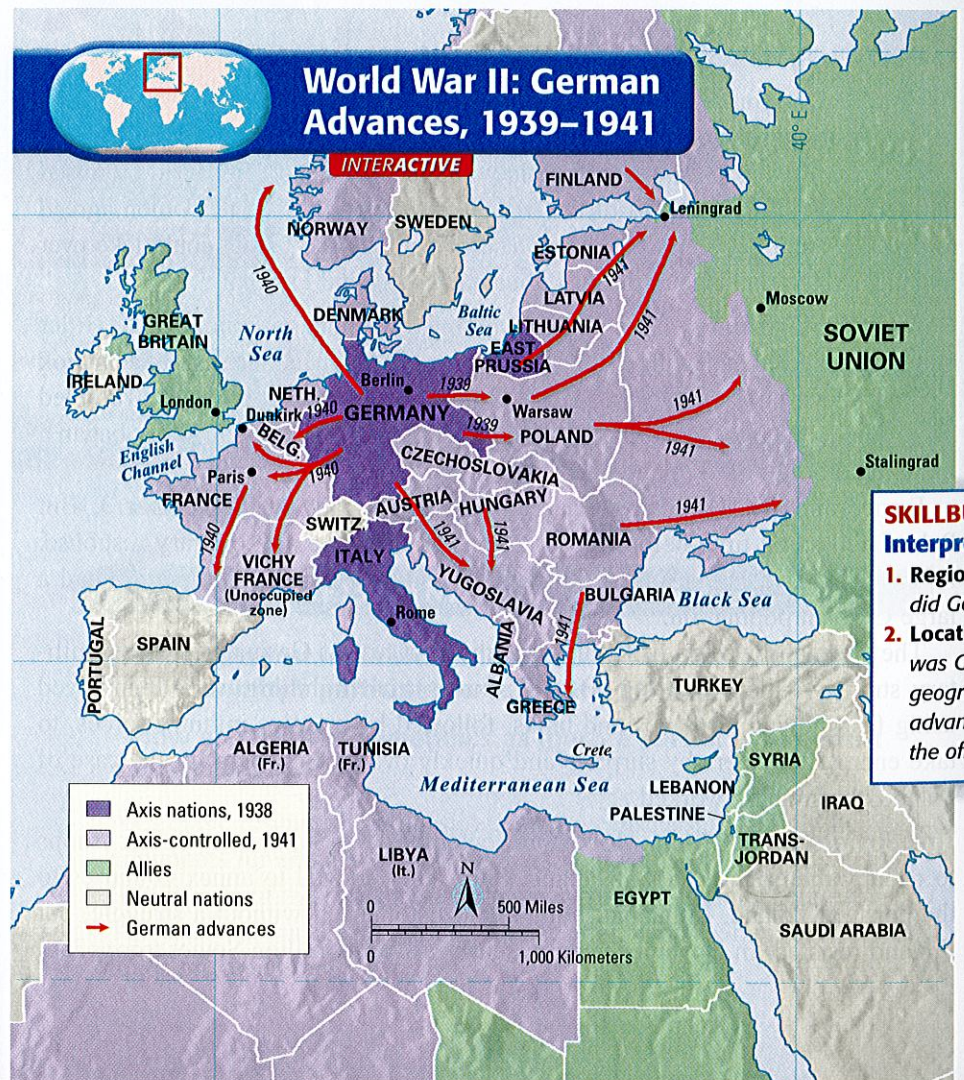 World War II: German
Advances, 1939–1941
INTERACTIVE
40° E
FINLAND
Leningrad
NORWAY
SWEDEN
ESTONIA
1941
1940
LATVIA
Moscow
GREAT
BRITAIN
North
Sea
DENMARK
Baltic
Sea
LITHUANIA
1941
SOVIET
UNION
EAST
PRUSSIA
IRELAND
London
NETH.
Berlin
1939
Warsaw
1941
Dunkirk
1940
GERMANY
1939
POLAND
1941
English
Channel
BELG.
CZECHOSLOVAKIA
Stalingrad
Paris
1940
FRANCE
AUSTRIA
HUNGARY
1941
SWITZ
1940
1941
1941
ROMANIA
ITALY
VICHY
FRANCE
(Unoccupied
zone)
YUGOSLAVIA
BULGARIA
Black Sea
Rome
1941
PORTUGAL
SPAIN
ALBANIA
TURKEY
GREECE
ALGERIA
(Fr.)
TUNISIA
(Fr.)
Crete
Mediterranean Sea
SYRIA
LEBANON
PALESTINE
IRAQ
TRANS-
JORDAN
LIBYA
(It.)
EGYPT
SAUDI ARABIA
N
0
500 Miles
0
1,000 Kilometers
Axis nations, 1938
Axis-controlled, 1941
Allies
Neutral nations
German advances
SKILLBU
Interpre
1. Regio
did Ge
2. Locat
was G
geogr
advan
the of